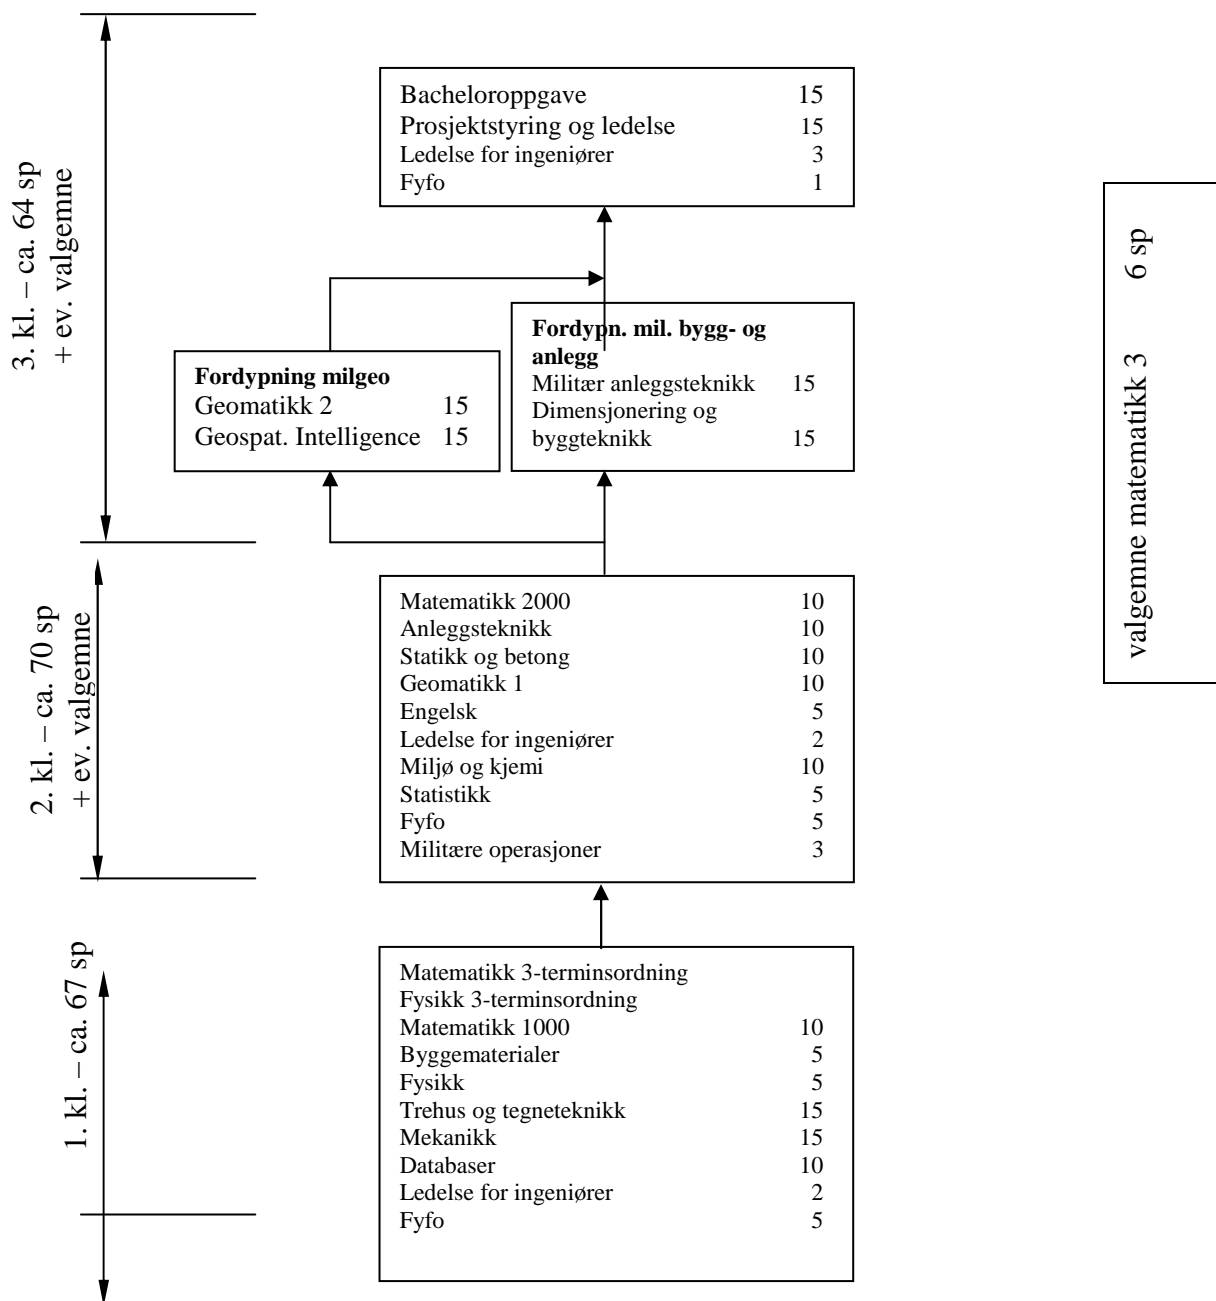 Bacheloroppgave 15
Prosjektstyring og ledelse 15
Ledelse for ingeniører 3
Fyfo 1
3. kl. – ca. 64 sp
+ ev. valgemne
Fordypning milgeo
Geomatikk 2 15
Geospat. Intelligence 15
Fordypn. mil. bygg- og
anlegg
Militær anleggsteknikk 15
Dimensjonering og
byggteknikk 15
valgemne matematikk 3 6 sp
2. kl. – ca. 70 sp
+ ev. valgemne
Matematikk 2000 10
Anleggsteknikk 10
Statikk og betong 10
Geomatikk 1 10
Engelsk 5
Ledelse for ingeniører 2
Miljø og kjemi 10
Statistikk 5
Fyfo 5
Militære operasjoner 3
1. kl. – ca. 67 sp
Matematikk 3-terminsordning
Fysikk 3-terminsordning
Matematikk 1000 10
Byggematerialer 5
Fysikk 5
Trehus og tegneteknikk 15
Mekanikk 15
Databaser 10
Ledelse for ingeniører 2
Fyfo 5